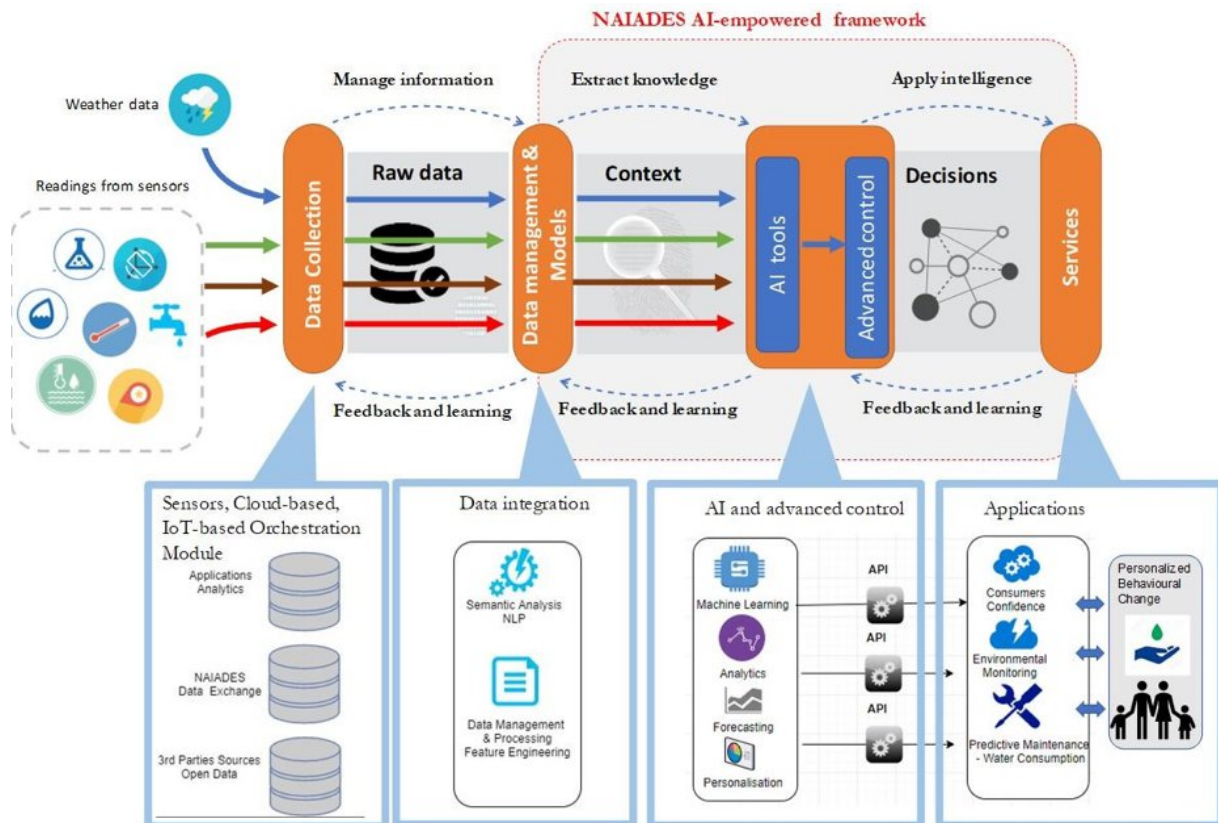 NAIADES AI-empowered framework
Manage information
Extract knowledge
Apply intelligence
Weather data
Readings from sensors
Data Collection
Raw data
Data management &
Models
Context
AI tools
Advanced control
Decisions
Services
Feedback and learning
Feedback and learning
Feedback and learning
Sensors, Cloud-based,
IoT-based Orchestration
Module
Applications
Analytics
NAIADES
Data Exchange
3rd Parties Sources
Open Data
Data integration
Semantic Analysis
NLP
Data Management
& Processing
Feature Engineering
AI and advanced control
Machine Learning
Analytics
Forecasting
Personalisation
API
API
API
Applications
Consumers
Confidence
Environmental
Monitoring
Predictive Maintenance
- Water Consumption
Personalized
Behavioural
Change